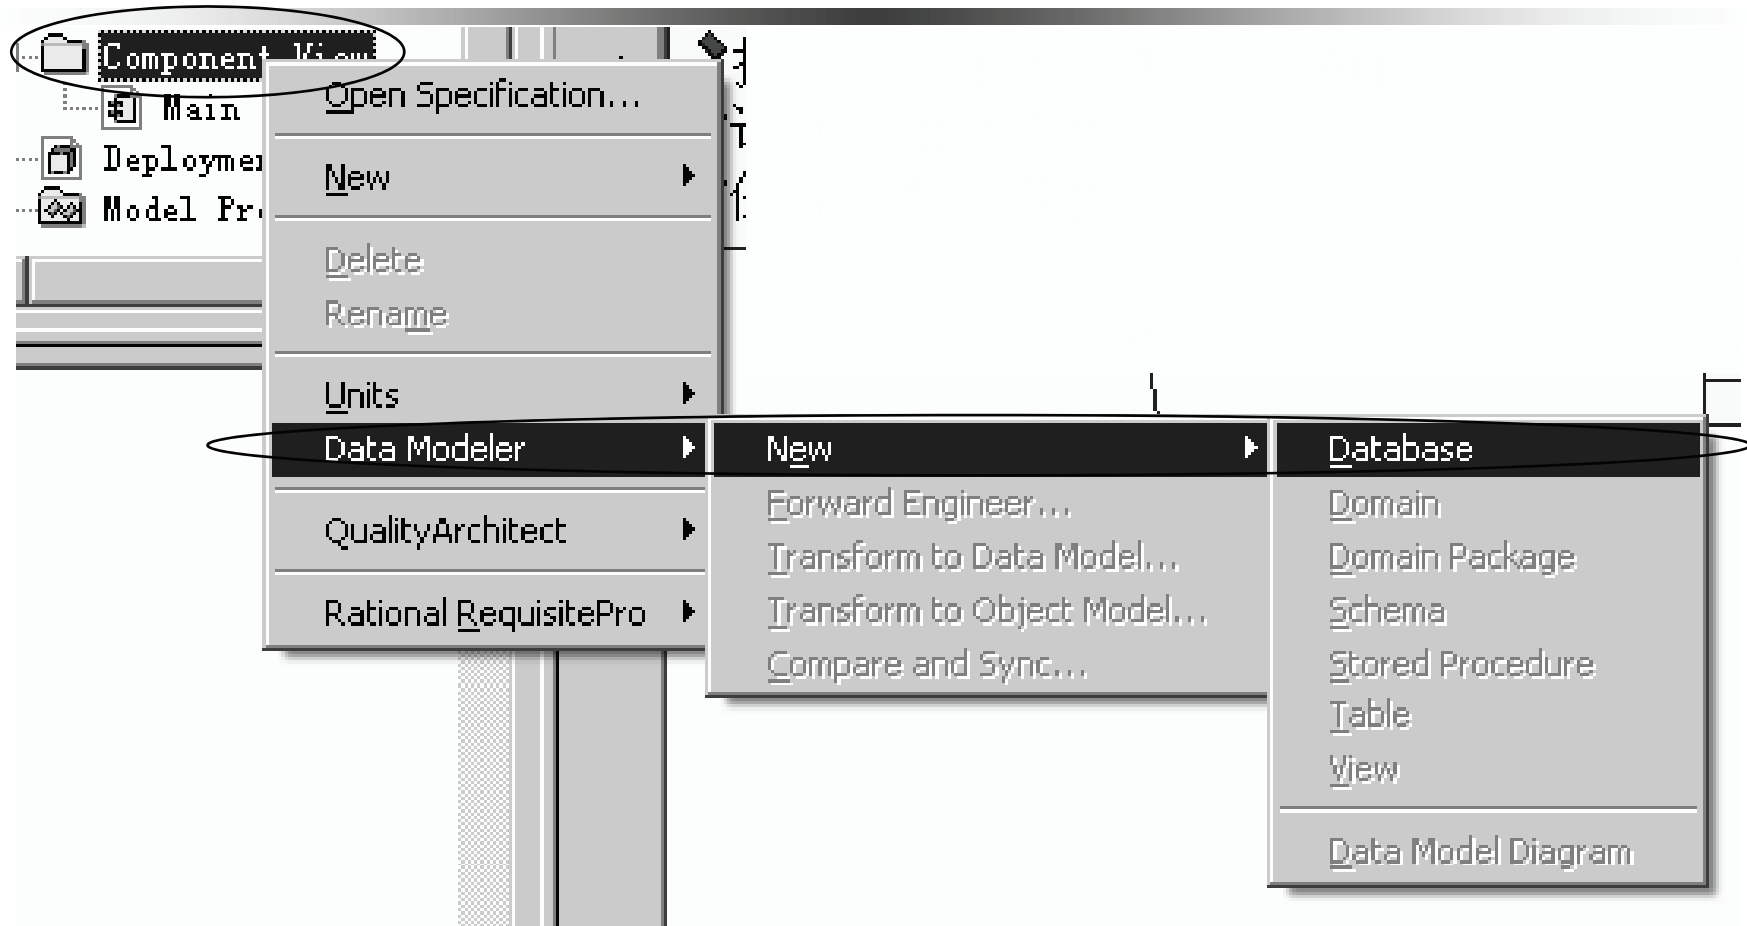 Component View
Main
Deployme
Model Pr
Open Specification...
New
Delete
Rename
Units
Data Modeler
QualityArchitect
Rational RequisitePro
New
Forward Engineer...
Transform to Data Model...
Transform to Object Model...
Compare and Sync...
Database
Domain
Domain Package
Schema
Stored Procedure
Table
View
Data Model Diagram